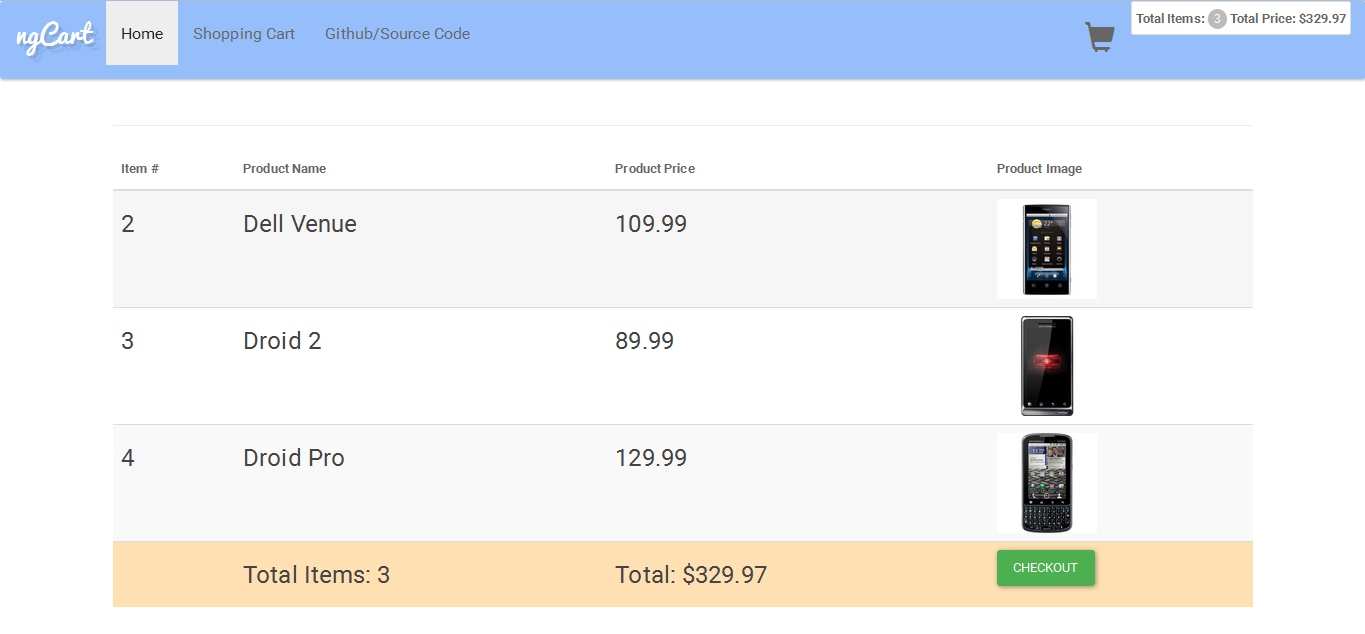 ngCart Home Shopping Cart Github/Source Code Total Items: 3 Total Price: $329.97
Item # Product Name Product Price Product Image
2 Dell Venue 109.99
3 Droid 2 89.99
4 Droid Pro 129.99
Total Items: 3 Total: $329.97 CHECKOUT